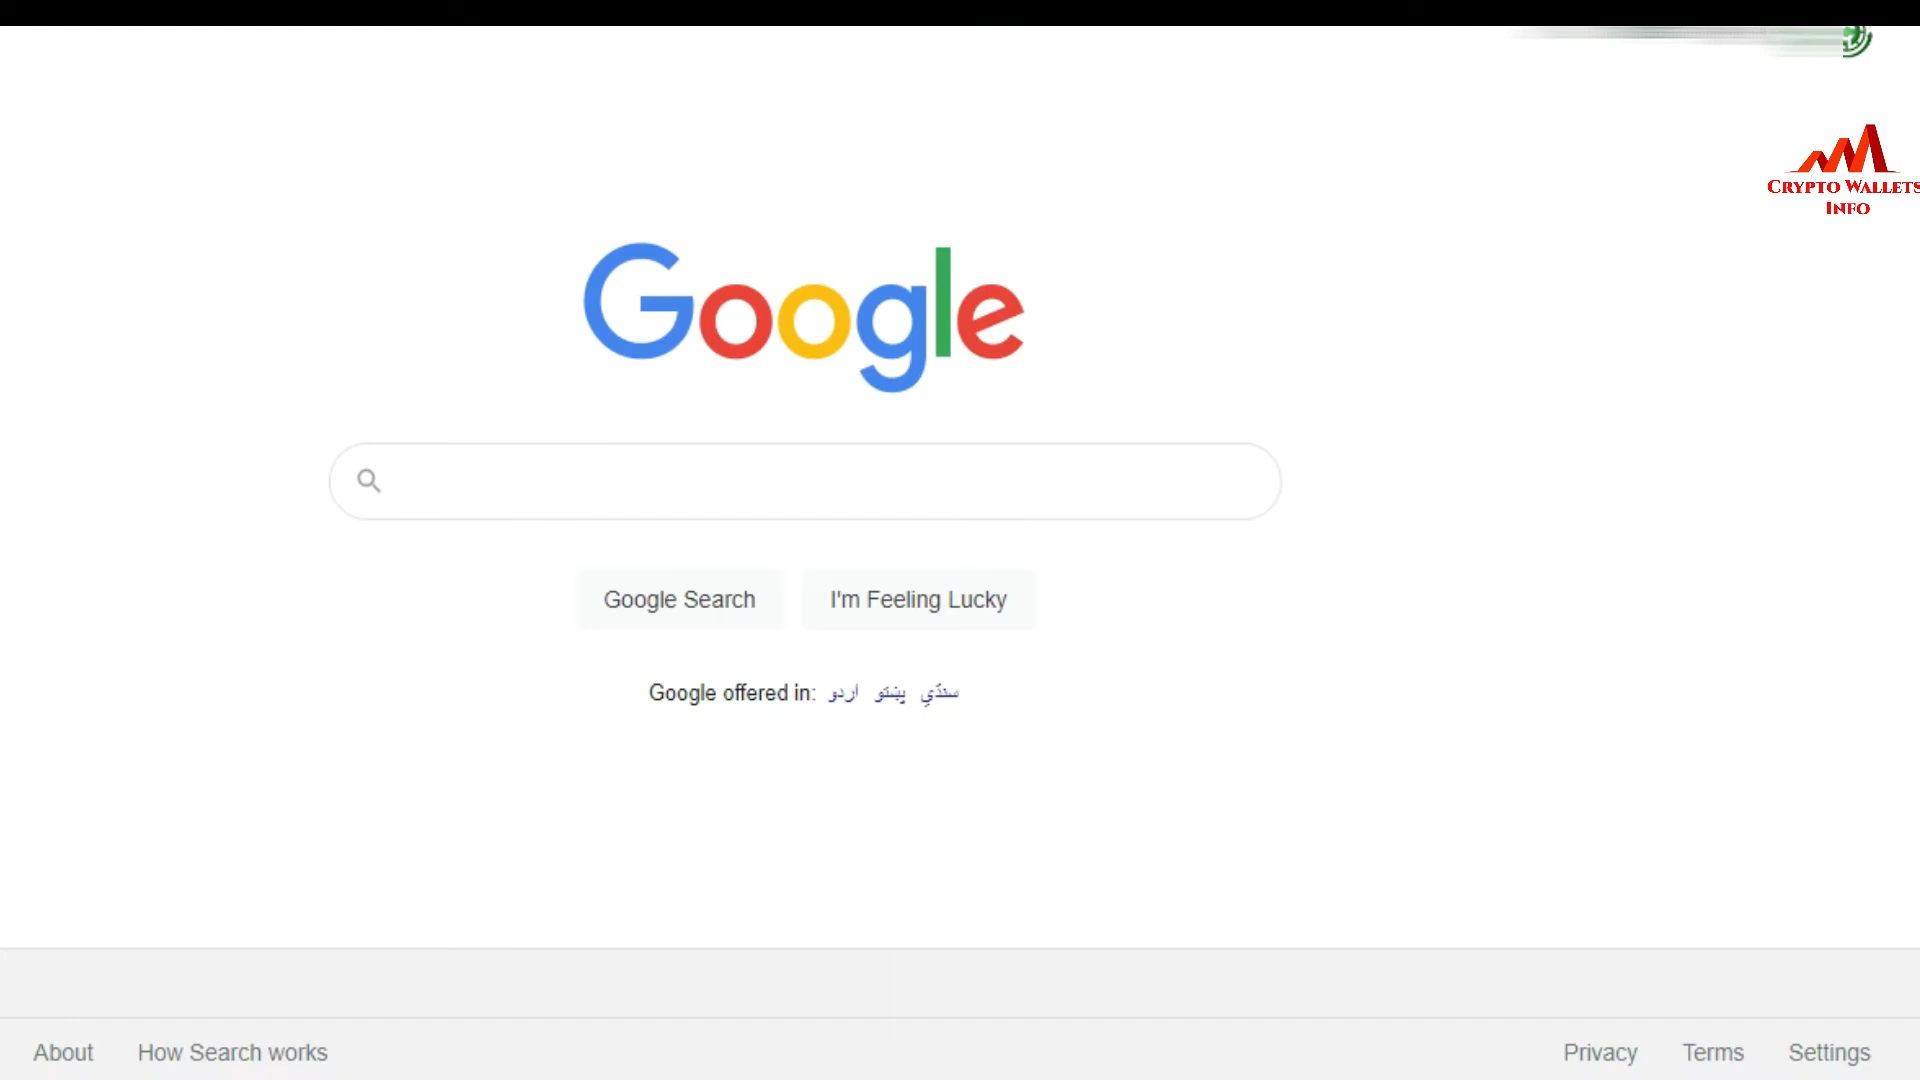 CRYPTO WALLETS
INFO
Google
Google Search
I'm Feeling Lucky
Google offered in: اردو پښتو سنڌي
About
How Search works
Privacy
Terms
Settings